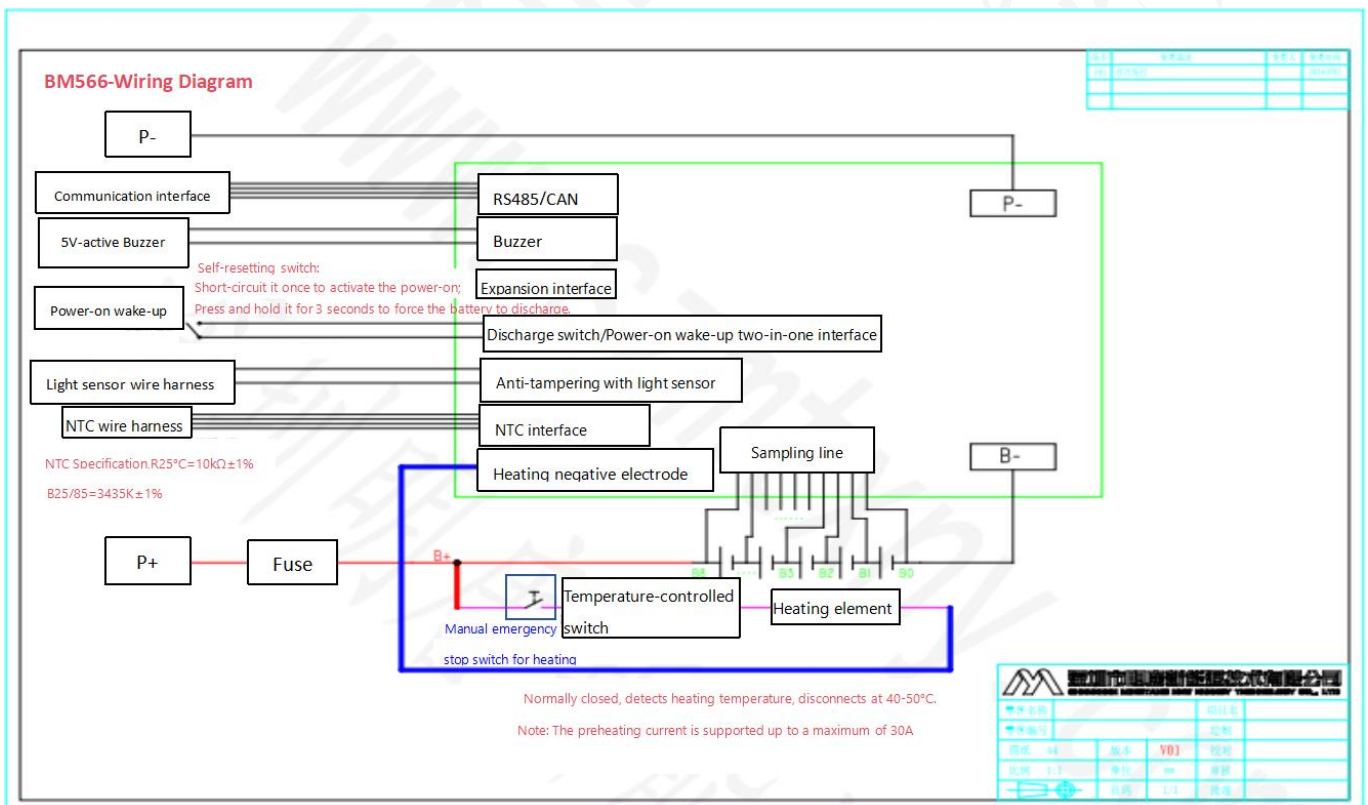 BM566-Wiring Diagram
P-
Communication interface
RS485/CAN
P-
5V-active Buzzer
Buzzer
Self-resetting switch:
Short-circuit it once to activate the power-on;
Expansion interface
Power-on wake-up
Press and hold it for 3 seconds to force the battery to discharge.
Discharge switch/Power-on wake-up two-in-one interface
Light sensor wire harness
Anti-tampering with light sensor
NTC wire harness
NTC interface
Sampling line
B-
NTC Specification.R25°C=10kΩ±1%
Heating negative electrode
B25/85=3435K±1%
P+
Fuse
B+
B8
B3
B2
B1
B0
Temperature-controlled
switch
Heating element
Manual emergency
stop switch for heating
Normally closed, detects heating temperature, disconnects at 40-50°C.
Note: The preheating current is supported up to a maximum of 30A
V01
1:1
1/1